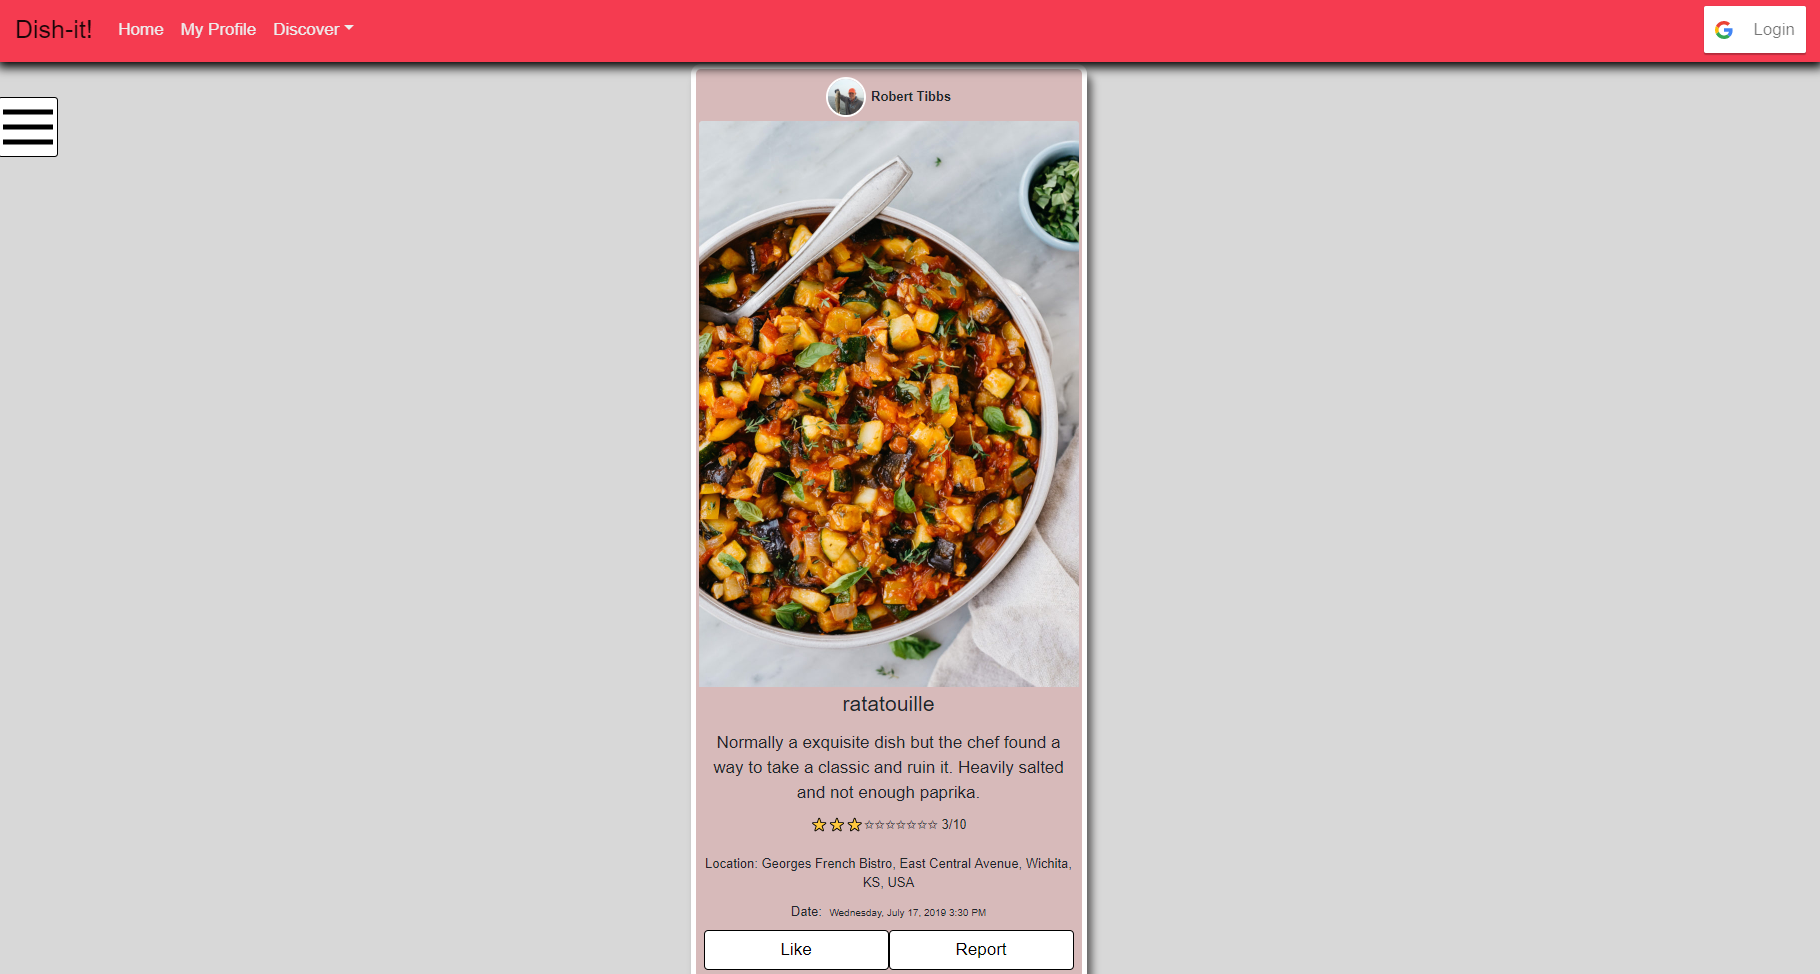 Dish-it! Home My Profile Discover Login
Robert Tibbs
ratatouille
Normally a exquisite dish but the chef found a
way to take a classic and ruin it. Heavily salted
and not enough paprika.
3/10
Location: Georges French Bistro, East Central Avenue, Wichita,
KS, USA
Date: Wednesday, July 17, 2019 3:30 PM
Like Report